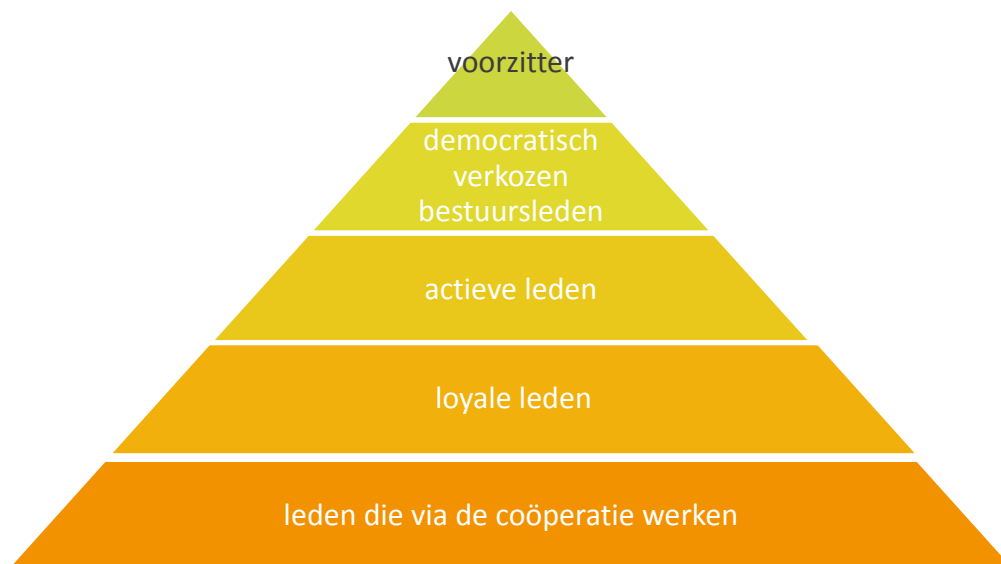 voorzitter
democratisch
verkozen
bestuursleden
actieve leden
loyale leden
leden die via de coöperatie werken